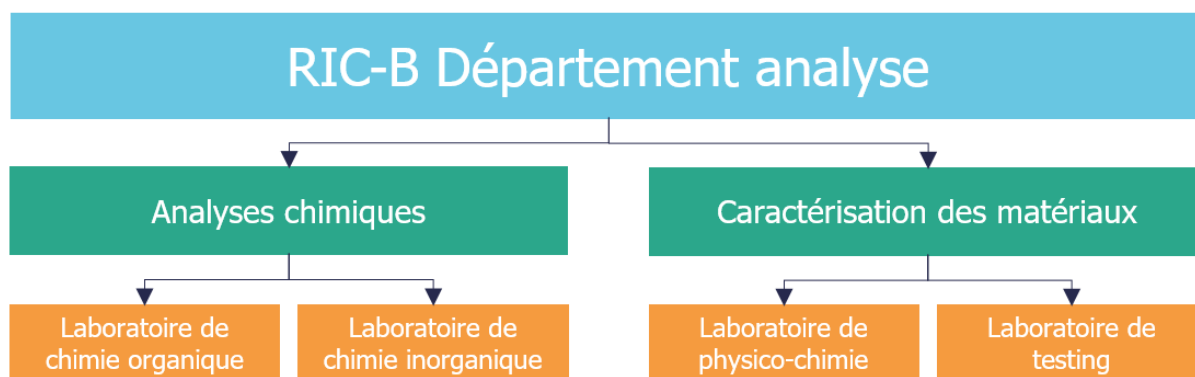 RIC-B Département analyse
Analyses chimiques
Caractérisation des matériaux
Laboratoire de
chimie organique
Laboratoire de
chimie inorganique
Laboratoire de
physico-chimie
Laboratoire de
testing